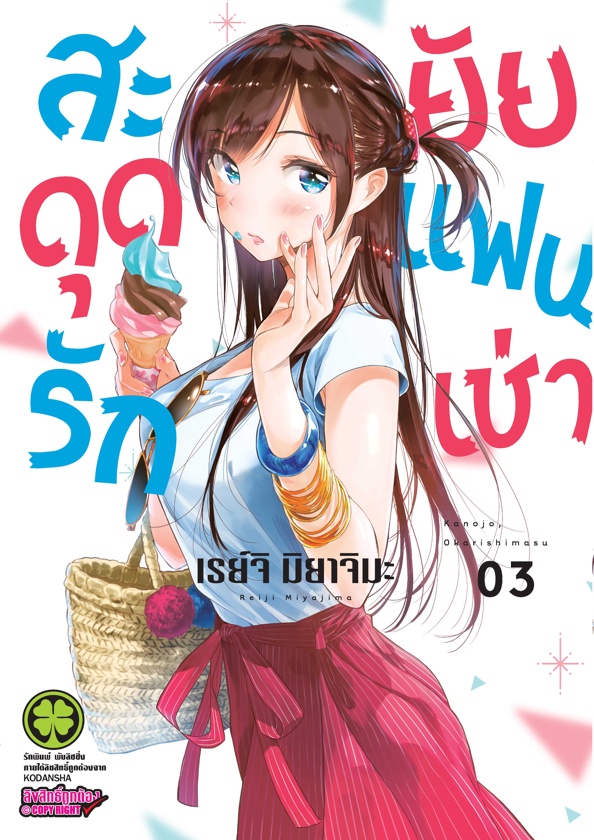 สะดุดรัก
ยัยแฟนเช่า
Kanojo,
Okarishimasu
03
เรย์จิ มิยาจิมะ
Reiji Miyajima
รักพิมพ์ พับลิชชิ่ง
ภายใต้ลิขสิทธิ์ถูกต้องจาก
KODANSHA
ลิขสิทธิ์ถูกต้อง
© COPY RIGHT